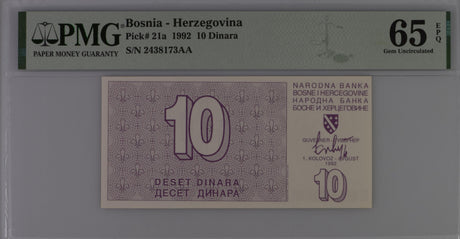 PMG
PAPER MONEY GUARANTY
Bosnia - Herzegovina
Pick# 21a 1992 10 Dinara
S/N 2438173AA
65
EPQ
Gem Uncirculated
10
DESET DINARA
ДЕСЕТ ДИНАРА
NARODNA BANKA
BOSNE I HERCEGOVINE
НАРОДНА БАНКА
БОСНЕ И ХЕРЦЕГОВИНЕ
GUVERNER
1. KOLOVOZ - AUGUST
1992
10